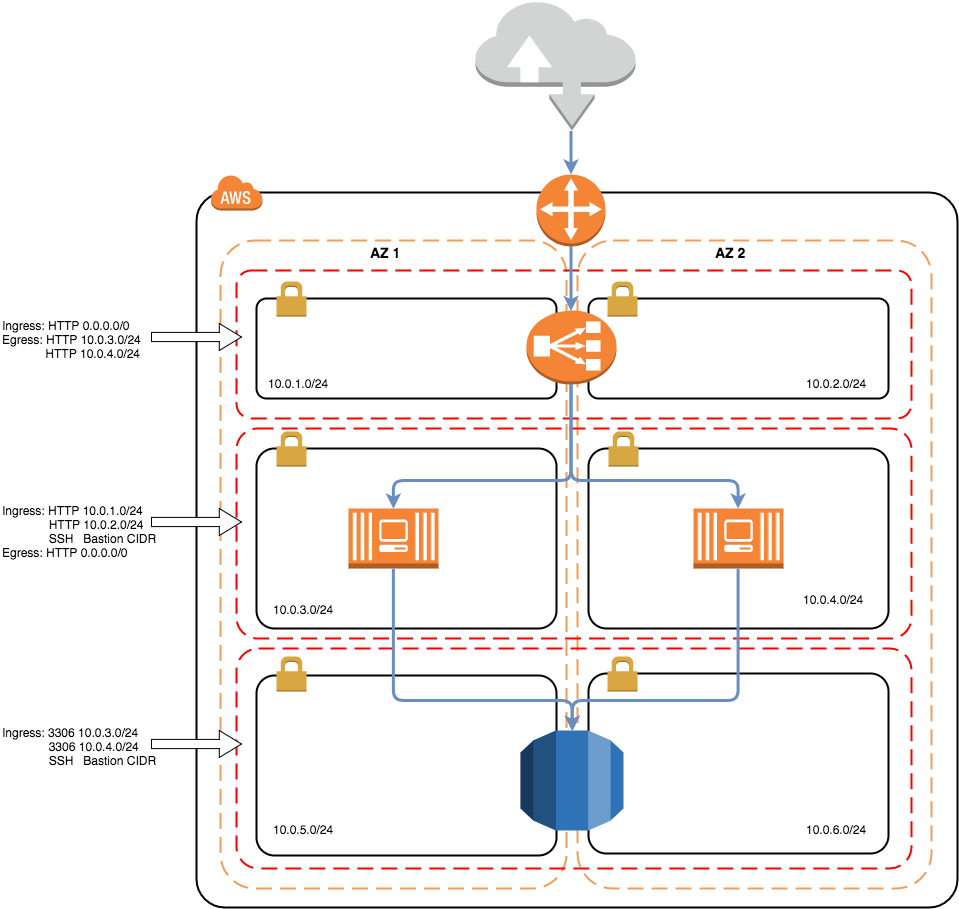 AWS
AZ 1
AZ 2
Ingress: HTTP 0.0.0.0/0
Egress: HTTP 10.0.3.0/24
HTTP 10.0.4.0/24
10.0.1.0/24
10.0.2.0/24
Ingress: HTTP 10.0.1.0/24
HTTP 10.0.2.0/24
SSH Bastion CIDR
Egress: HTTP 0.0.0.0/0
10.0.3.0/24
10.0.4.0/24
Ingress: 3306 10.0.3.0/24
3306 10.0.4.0/24
SSH Bastion CIDR
10.0.5.0/24
10.0.6.0/24